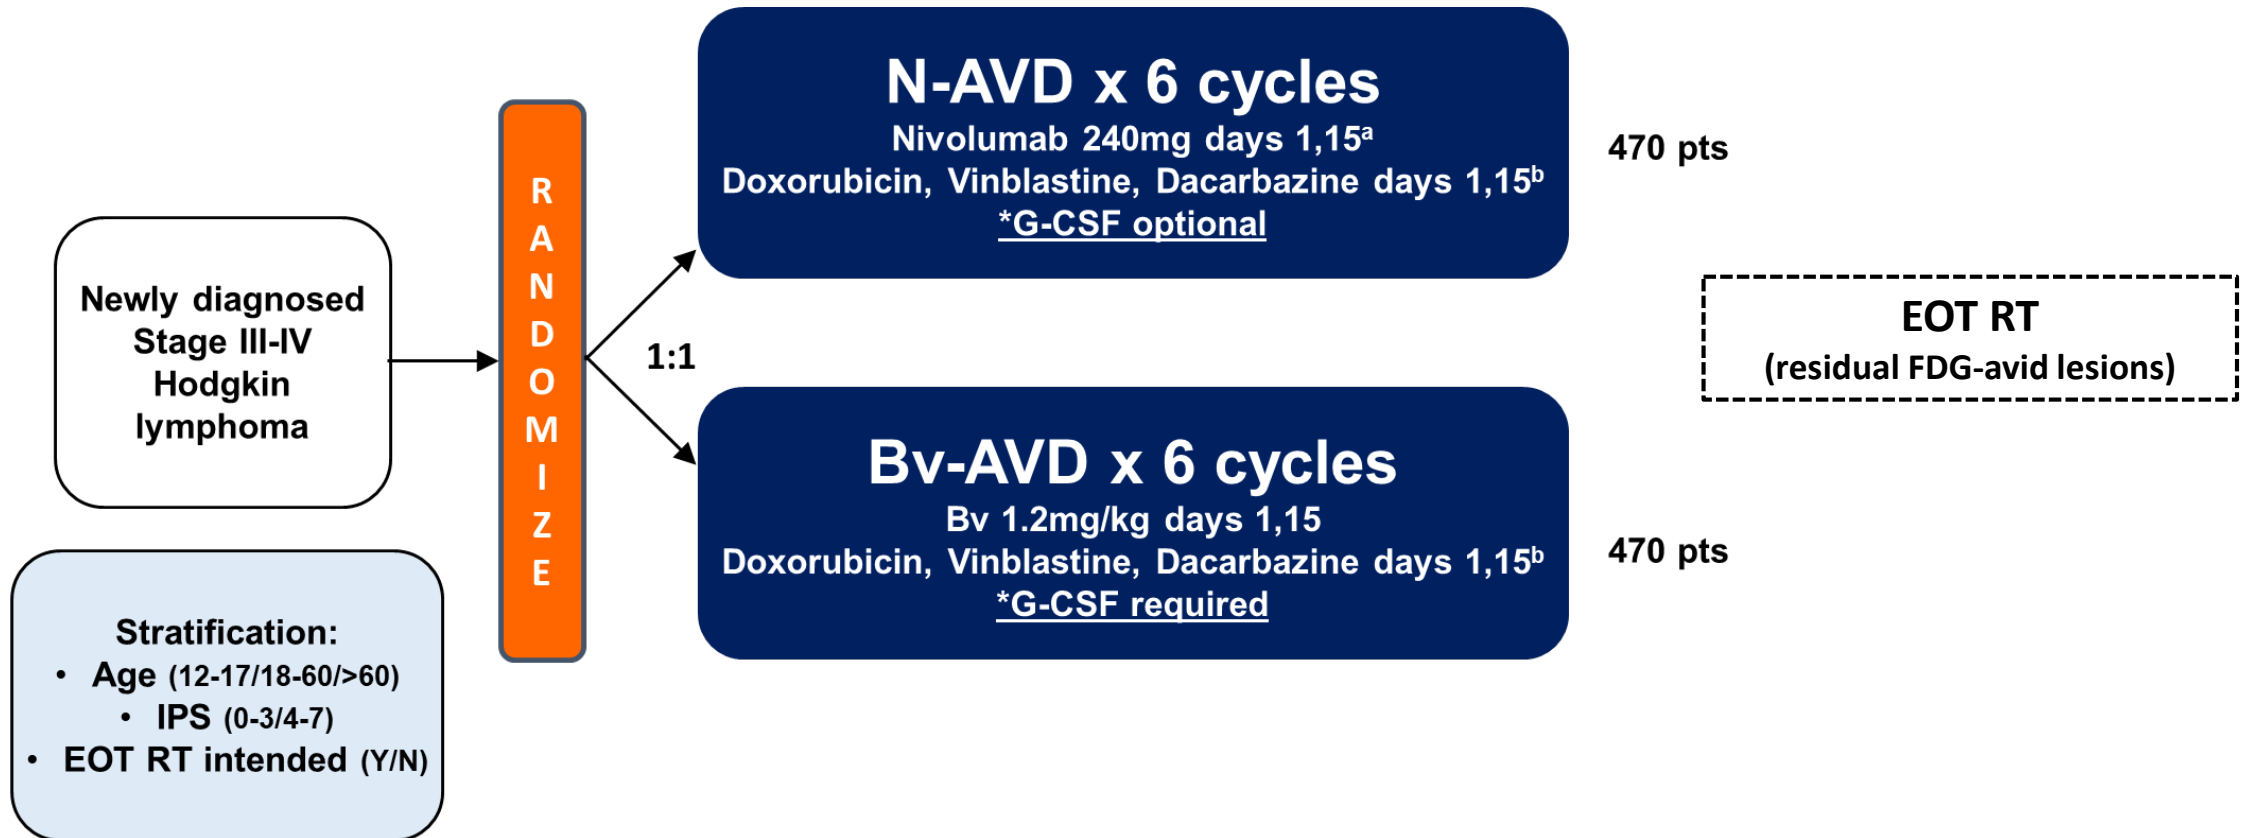 Newly diagnosed
Stage III-IV
Hodgkin
lymphoma
Stratification:
• Age (12-17/18-60/>60)
• IPS (0-3/4-7)
• EOT RT intended (Y/N)
R
A
N
D
O
M
I
Z
E
1:1
N-AVD x 6 cycles
Nivolumab 240mg days 1,15ᵃ
Doxorubicin, Vinblastine, Dacarbazine days 1,15ᵇ
*G-CSF optional
470 pts
Bv-AVD x 6 cycles
Bv 1.2mg/kg days 1,15
Doxorubicin, Vinblastine, Dacarbazine days 1,15ᵇ
*G-CSF required
470 pts
EOT RT
(residual FDG-avid lesions)